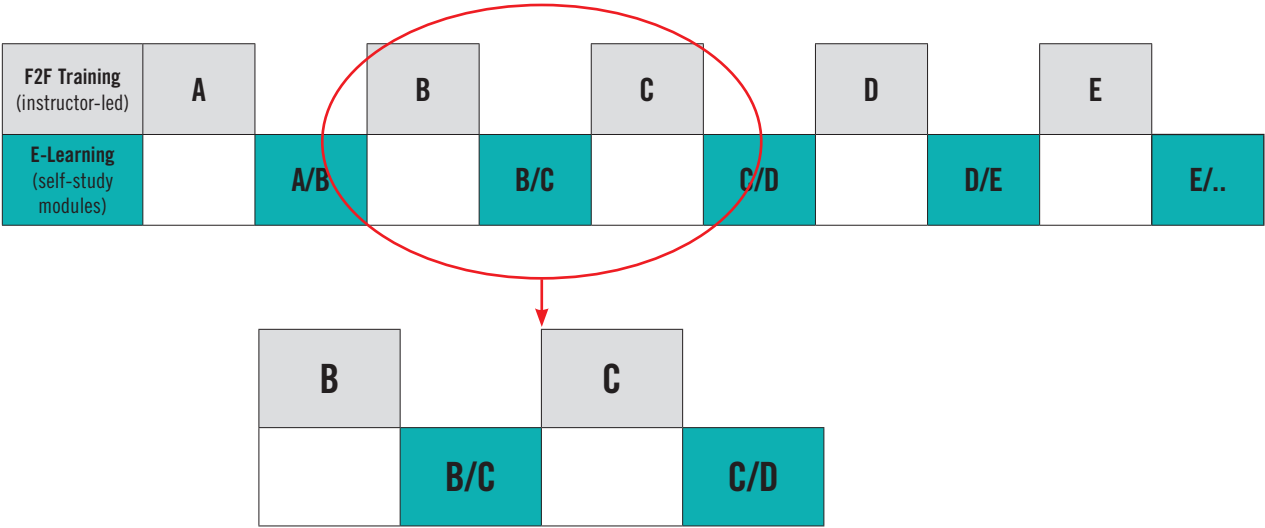 F2F Training
(instructor-led)
A
B
C
D
E
E-Learning
(self-study
modules)
A/B
B/C
C/D
D/E
E/..
B
C
B/C
C/D